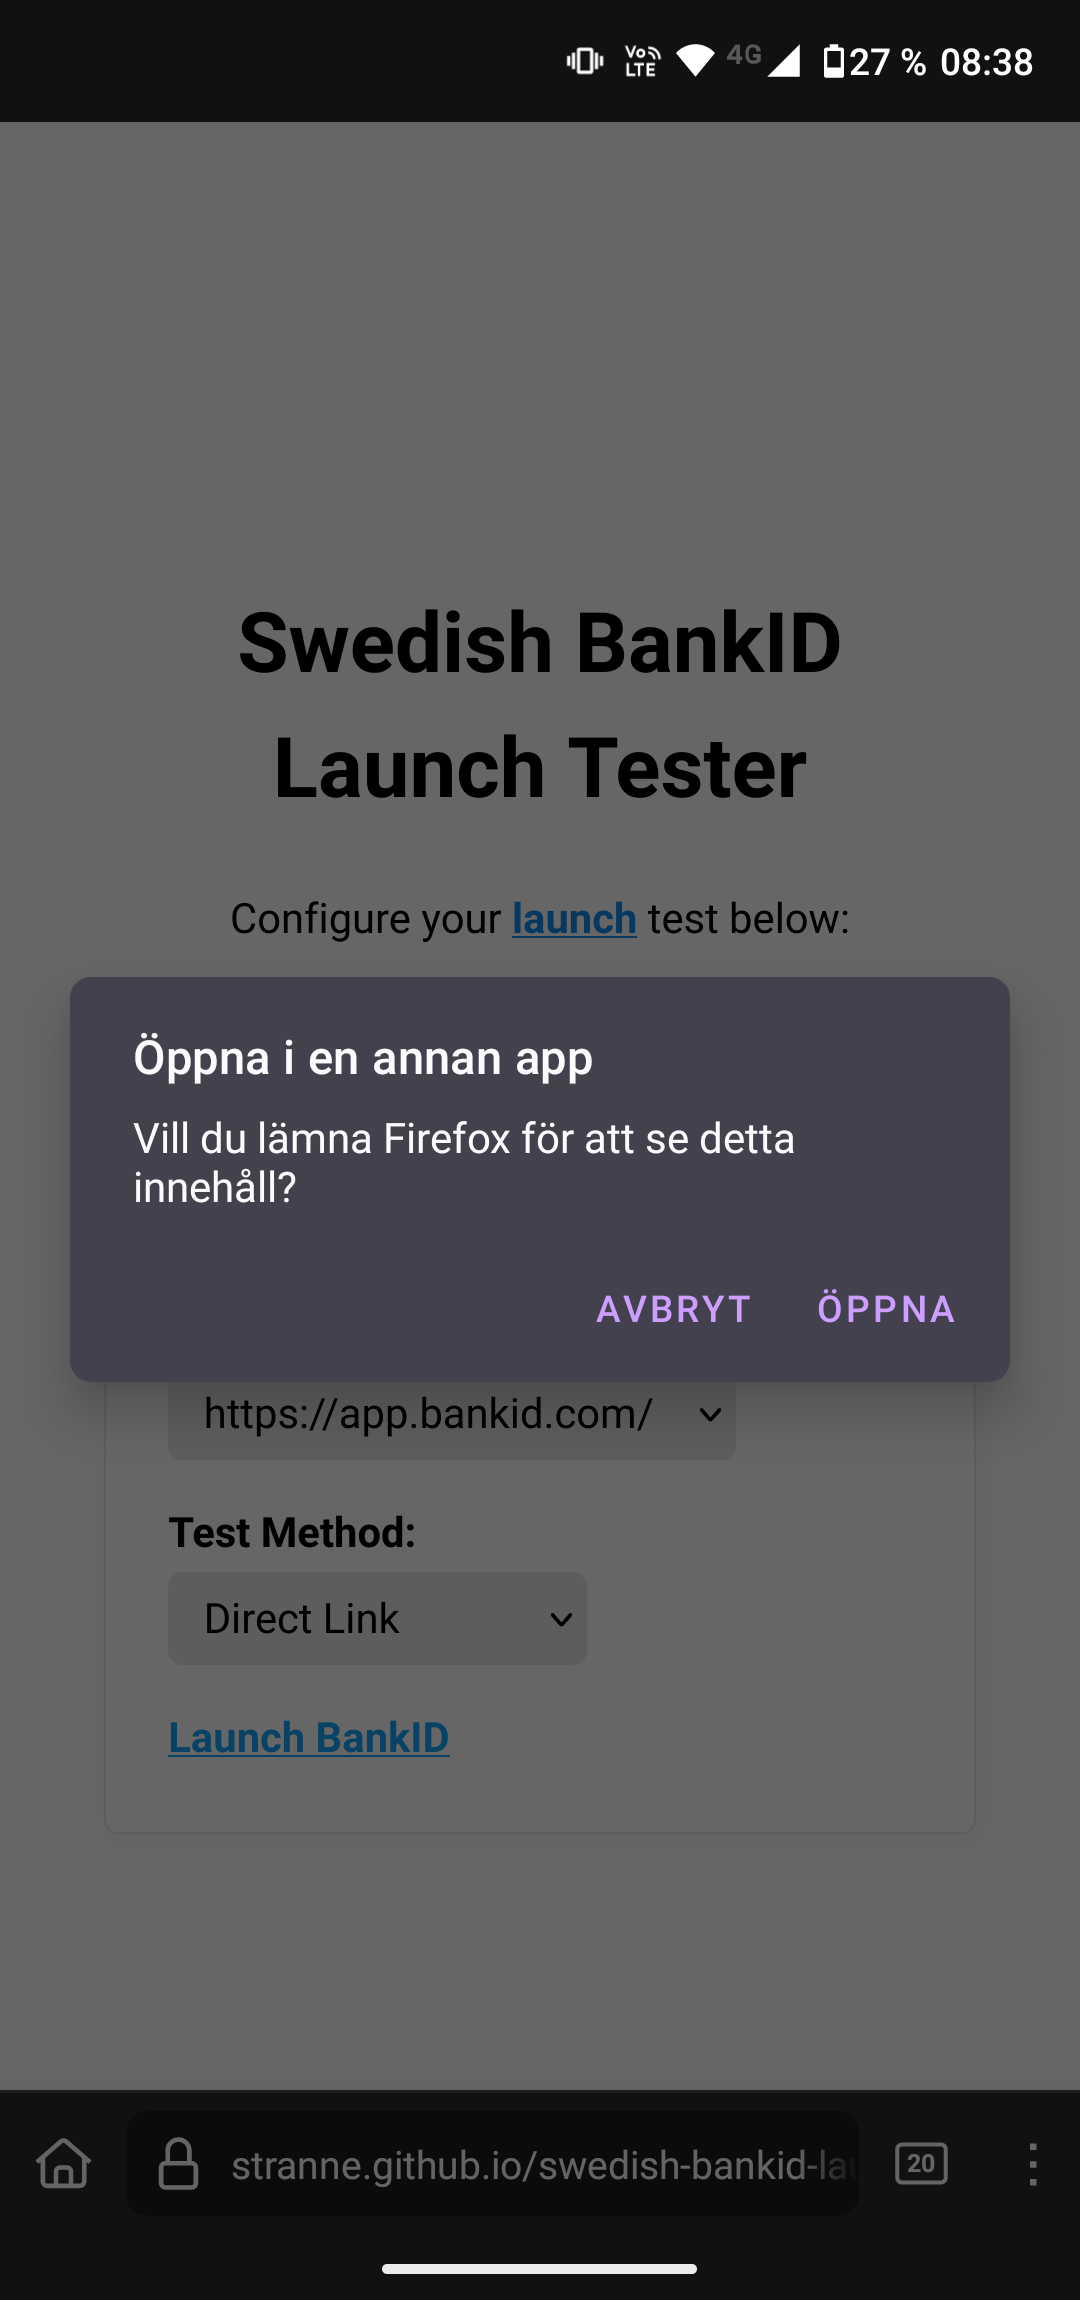 Vo LTE 4G 27 % 08:38
Swedish BankID
Launch Tester
Configure your launch test below:
Öppna i en annan app
Vill du lämna Firefox för att se detta
innehåll?
AVBRYT ÖPPNA
https://app.bankid.com/
Test Method:
Direct Link
Launch BankID
stranne.github.io/swedish-bankid-lau
20